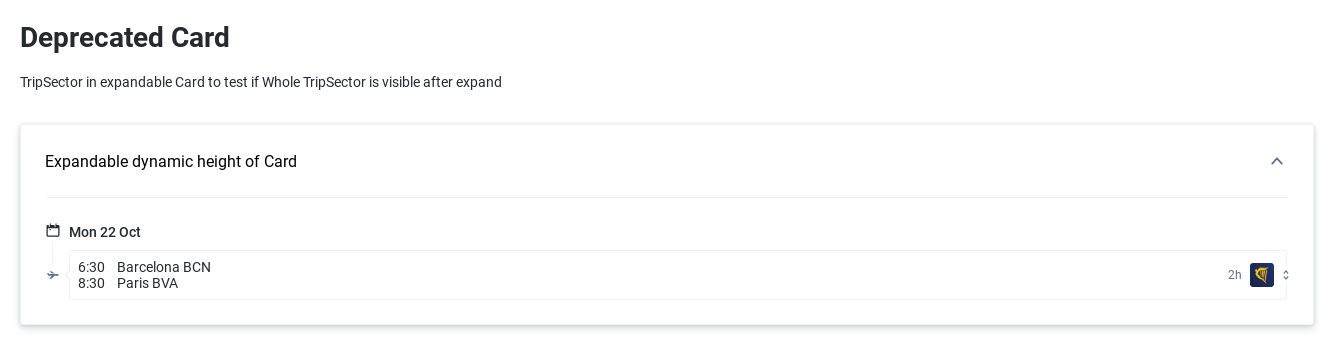 Deprecated Card
TripSector in expandable Card to test if Whole TripSector is visible after expand
Expandable dynamic height of Card
Mon 22 Oct
6:30 Barcelona BCN
2h
8:30 Paris BVA